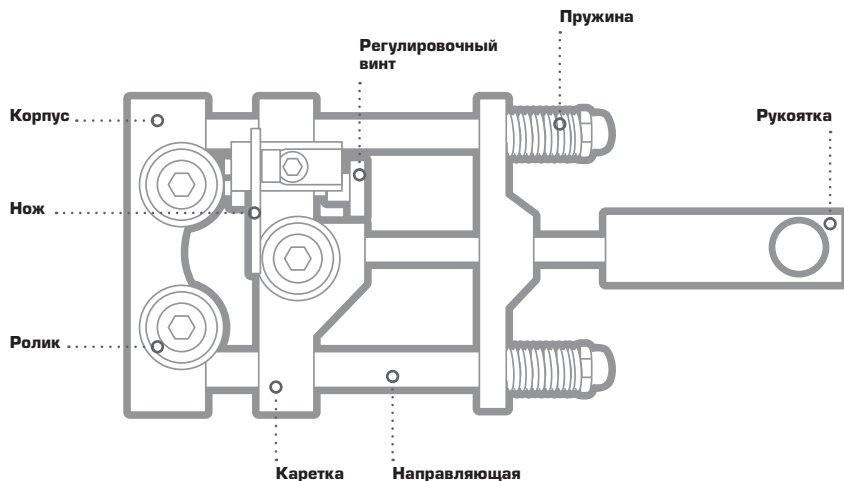 Пружина
Регулировочный
винт
Корпус
Рукоятка
Нож
Ролик
Каретка
Направляющая